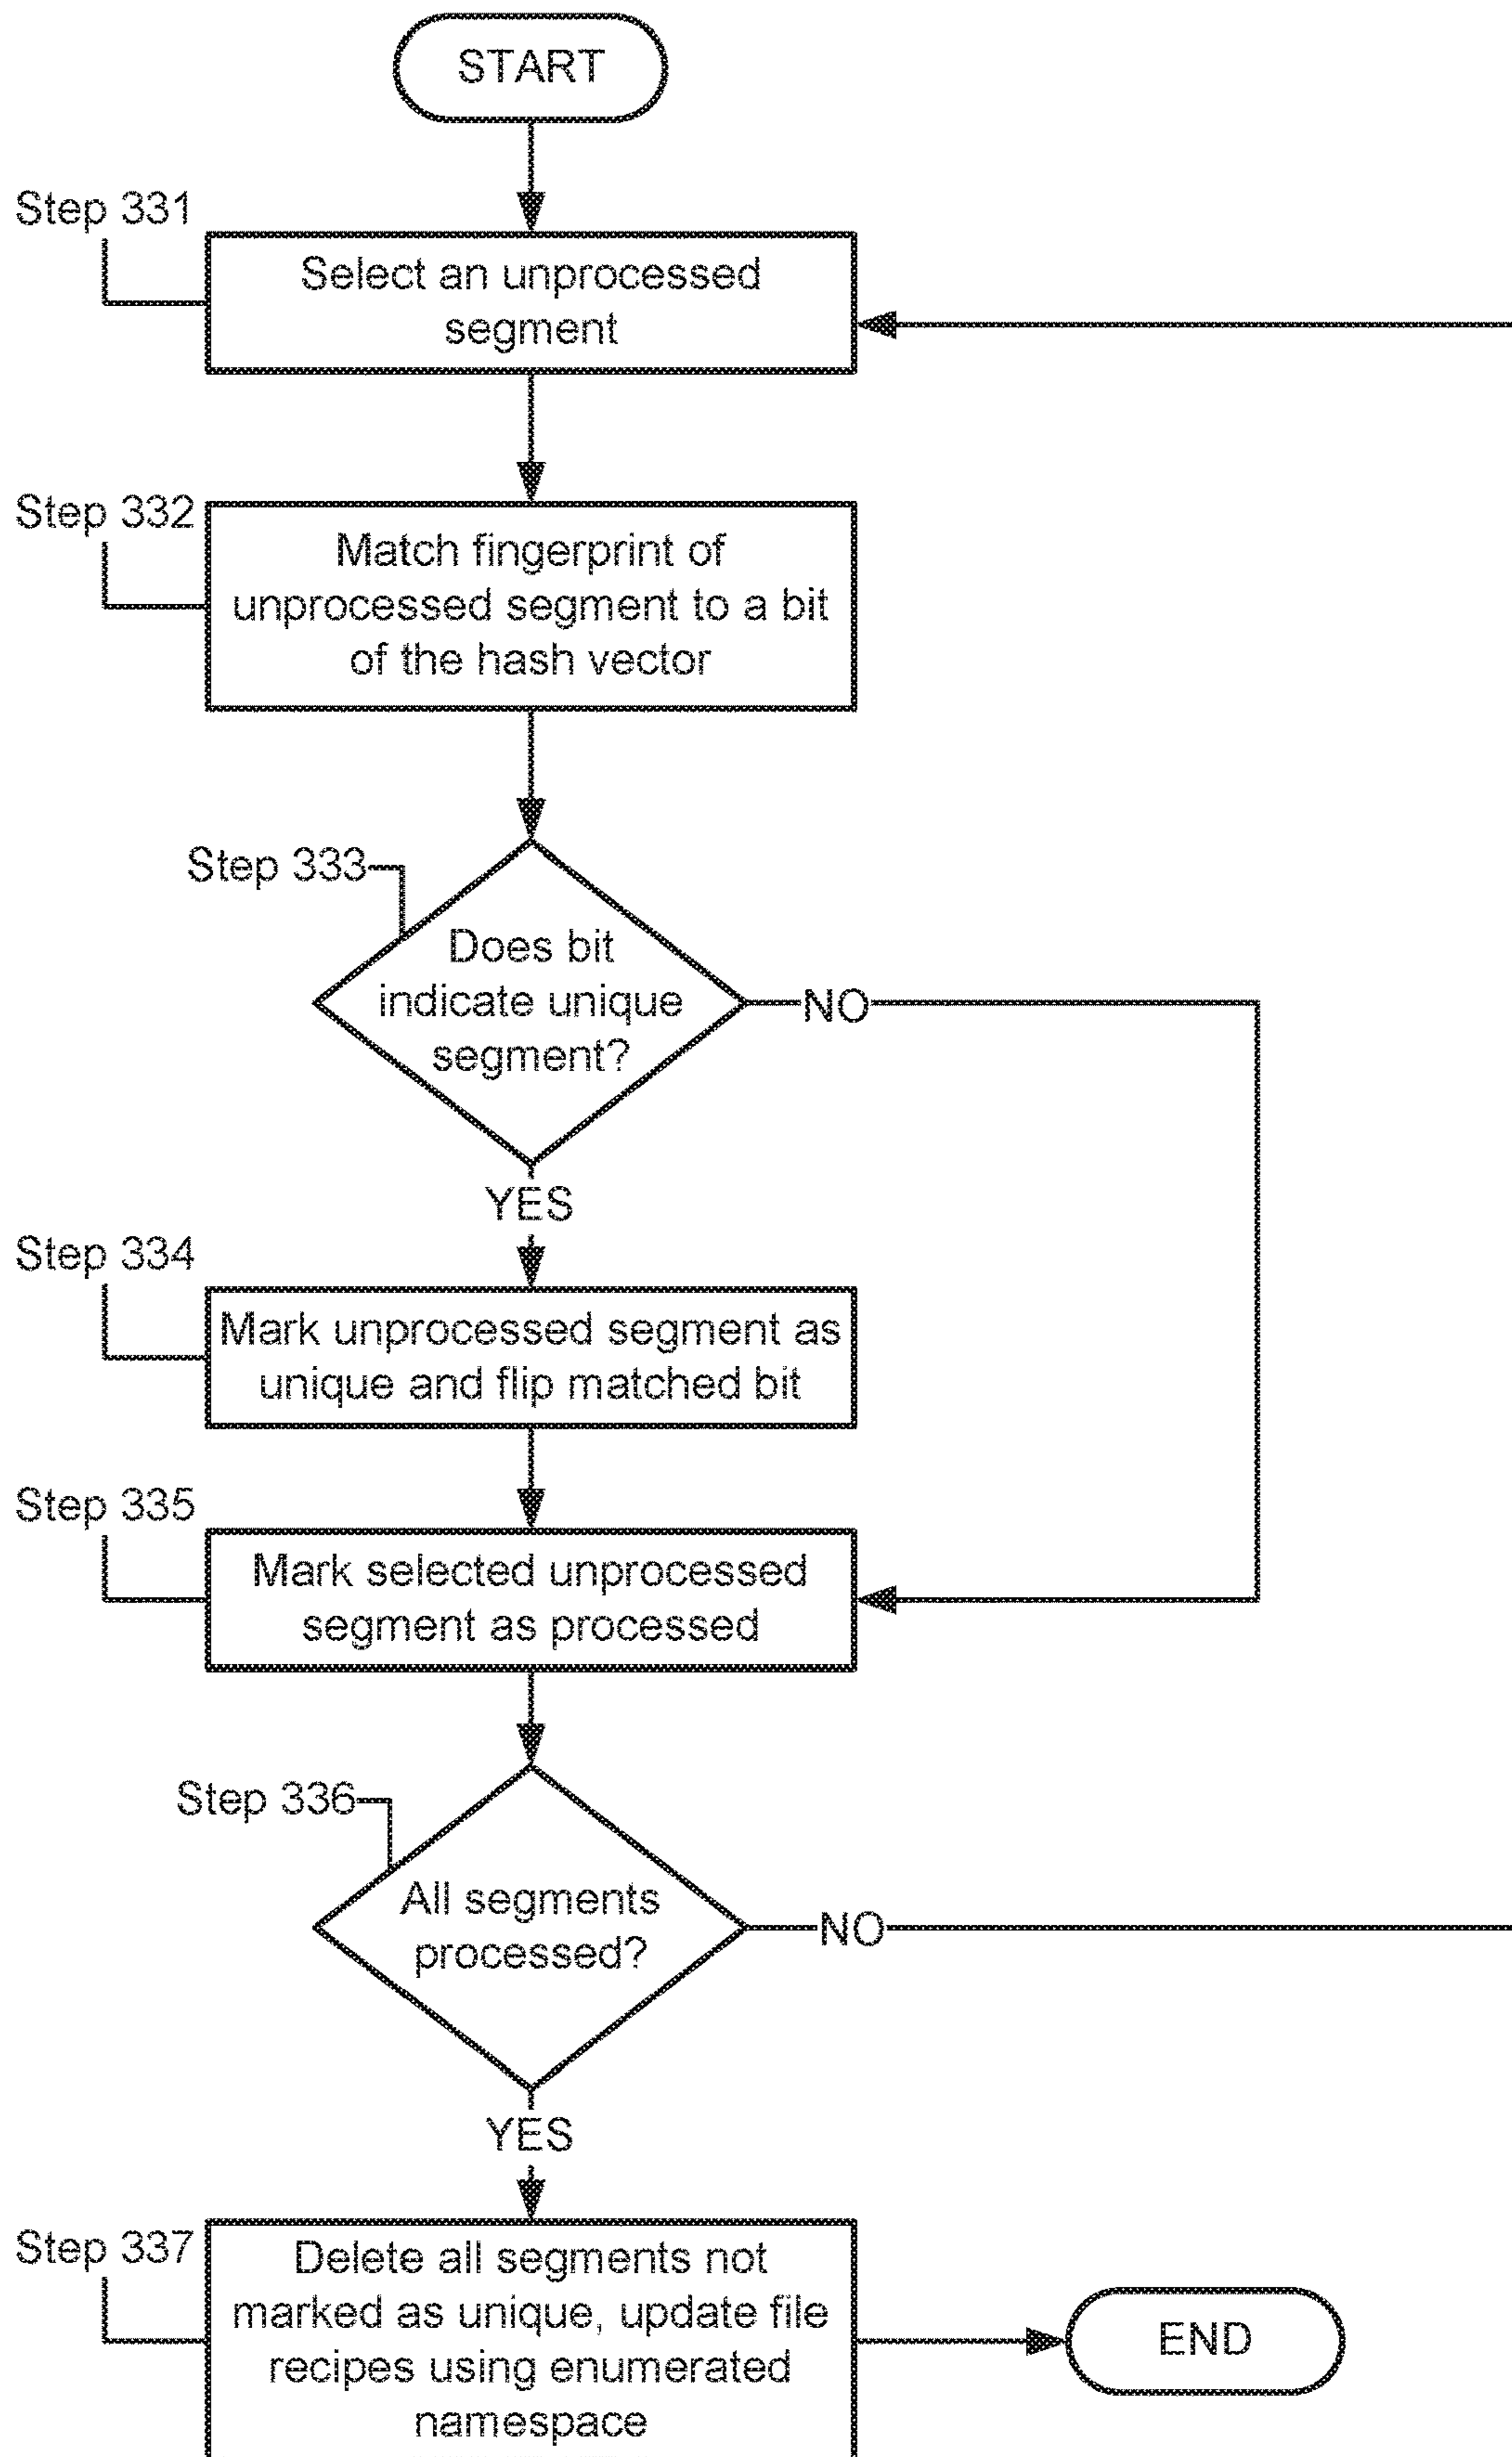 START
Step 331
Select an unprocessed
segment
Step 332
Match fingerprint of
unprocessed segment to a bit
of the hash vector
Step 333
Does bit
indicate unique
segment?
NO
YES
Step 334
Mark unprocessed segment as
unique and flip matched bit
Step 335
Mark selected unprocessed
segment as processed
Step 336
All segments
processed?
NO
YES
Step 337
Delete all segments not
marked as unique, update file
recipes using enumerated
namespace
END